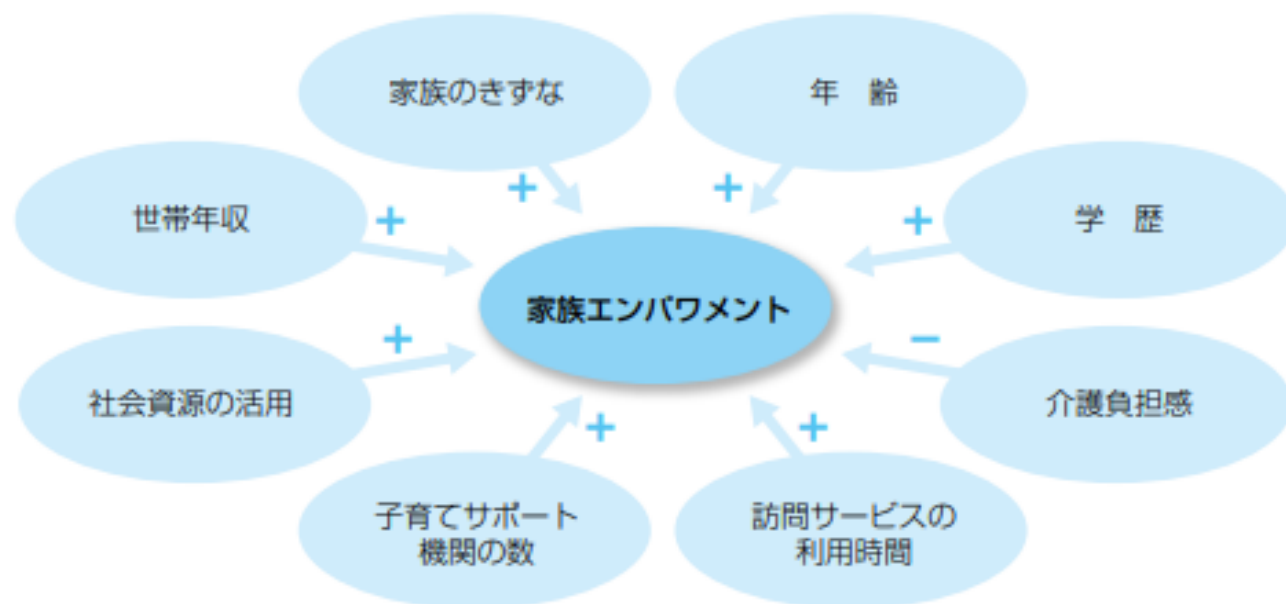 家族のきずな
年　齢
世帯年収
+
+
+
+
学　歴
家族エンパワメント
社会資源の活用
+
−
介護負担感
+
+
子育てサポート
機関の数
訪問サービスの
利用時間